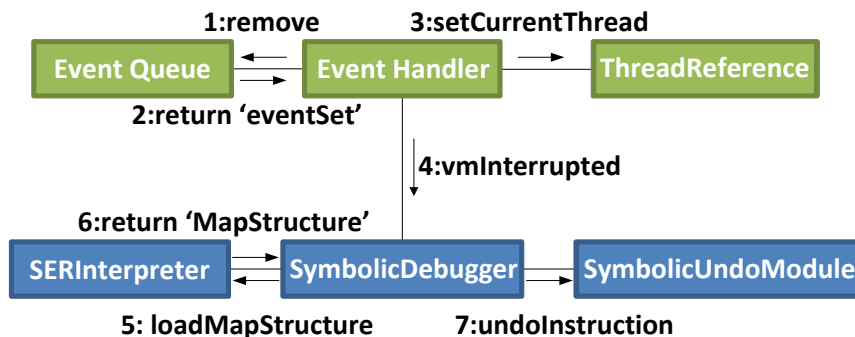 1:remove
3:setCurrentThread
Event Queue
Event Handler
ThreadReference
2:return ‘eventSet’
4:vmInterrupted
6:return ‘MapStructure’
SERInterpreter
SymbolicDebugger
SymbolicUndoModule
5: loadMapStructure
7:undoInstruction